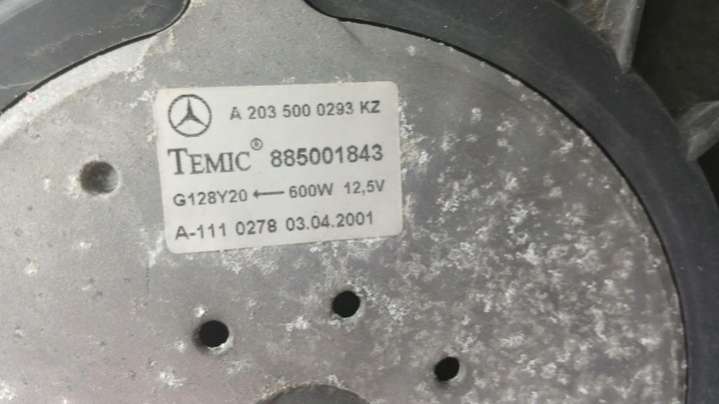 A 203 500 0293 KZ
TEMIC® 885001843
G128Y20 ← 600W 12,5V
A-111 0278 03.04.2001